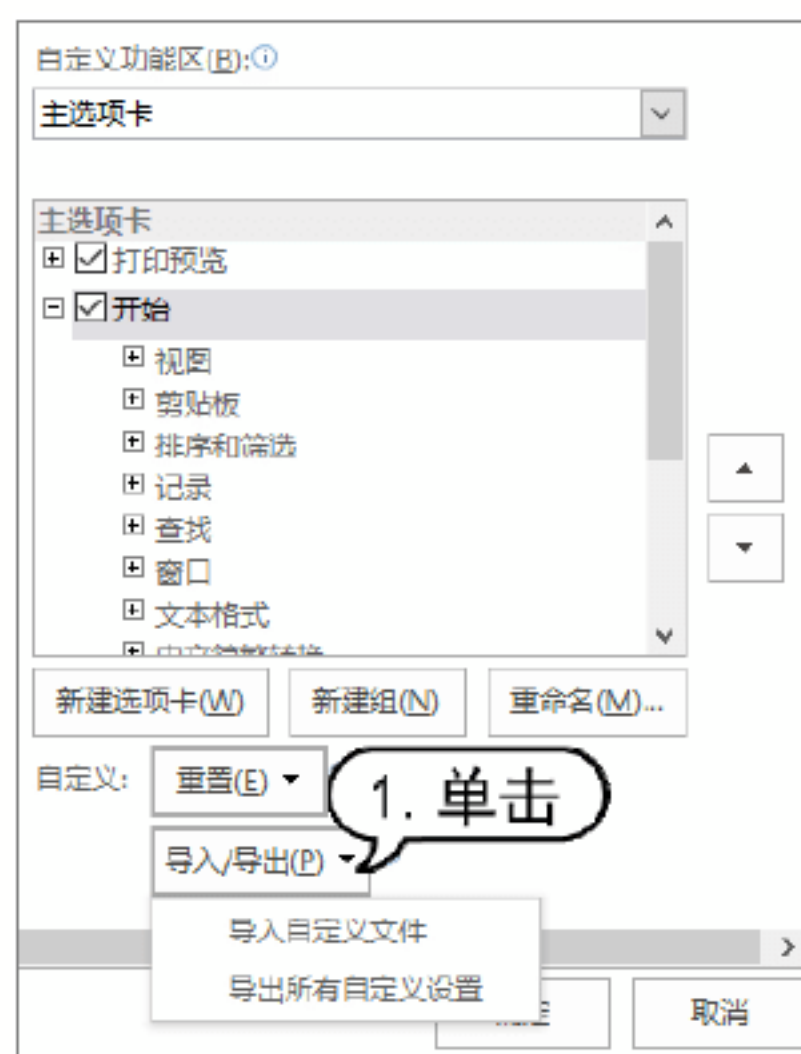 自定义功能区(B):
主选项卡
主选项卡
打印预览
开始
视图
剪贴板
排序和筛选
记录
查找
窗口
文本格式
新建选项卡(W) 新建组(N) 重命名(M)...
自定义: 重置(E)
1. 单击
导入/导出(P)
导入自定义文件
导出所有自定义设置
取消